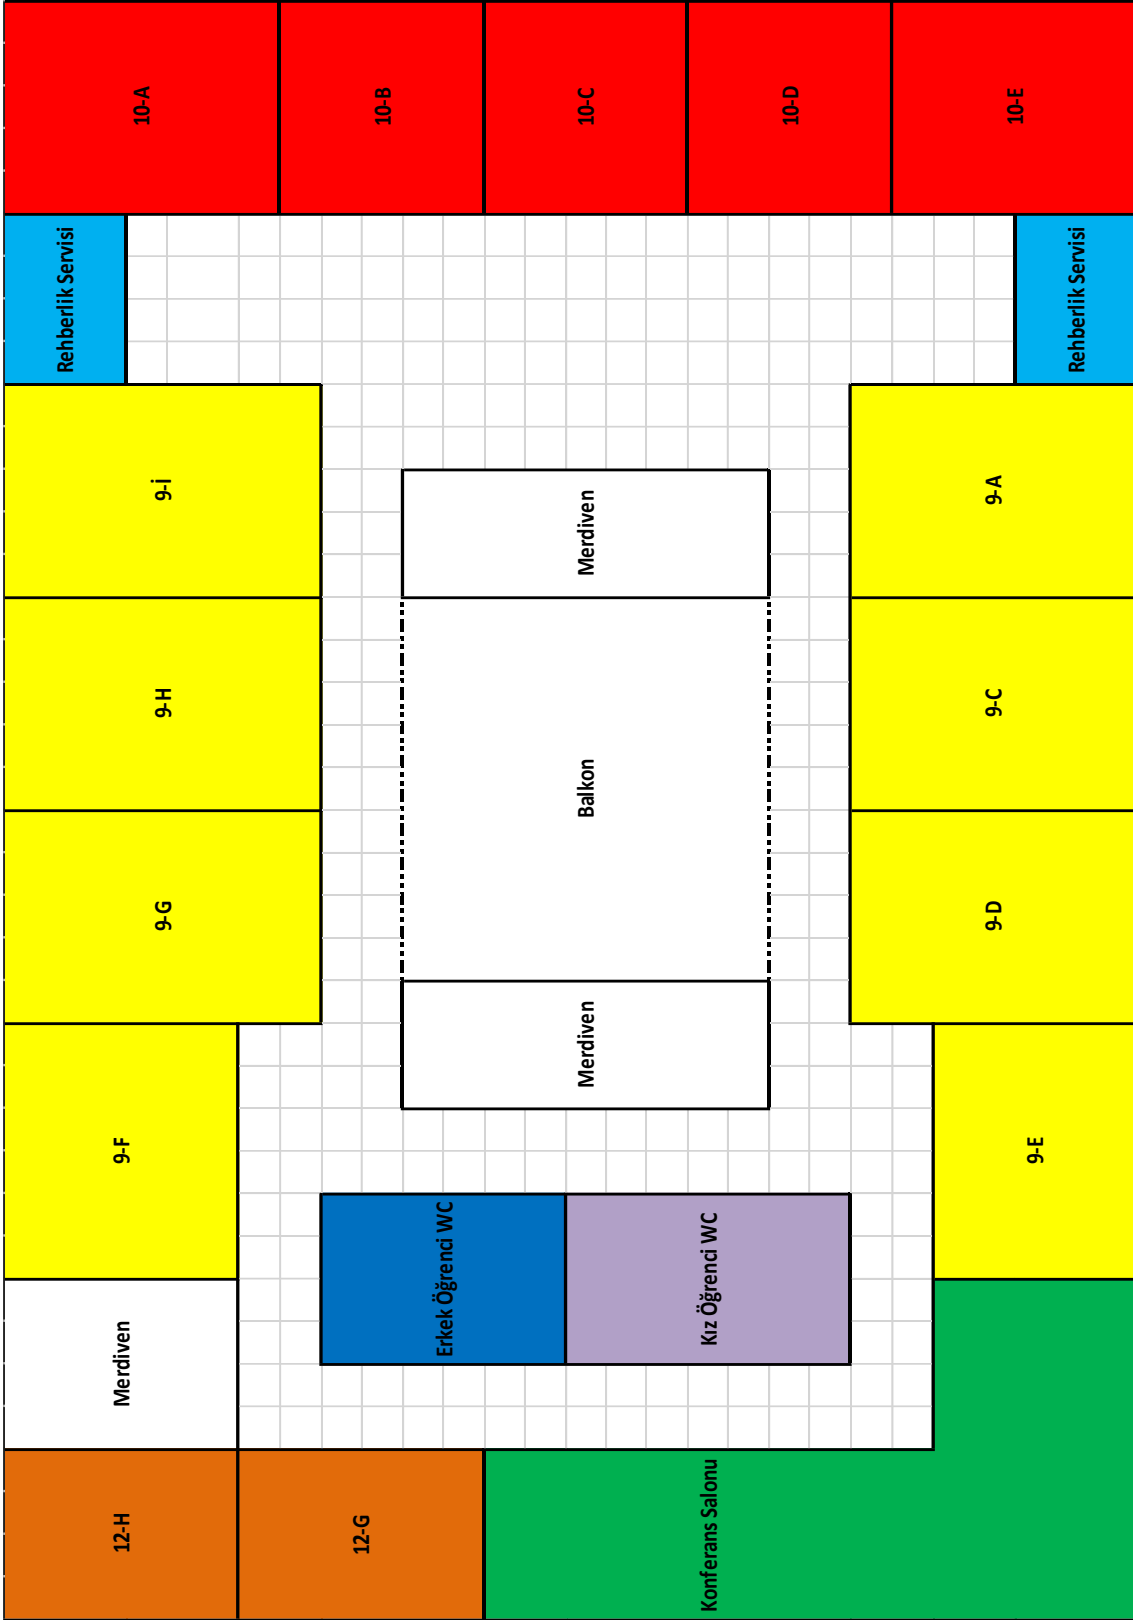 10-A
10-B
10-C
10-D
10-E
Rehberlik Servisi
Rehberlik Servisi
9-İ
Merdiven
9-A
9-H
9-C
Balkon
9-G
9-D
Merdiven
9-F
9-E
Erkek Öğrenci WC
Kız Öğrenci WC
Merdiven
12-H
12-G
Konferans Salonu